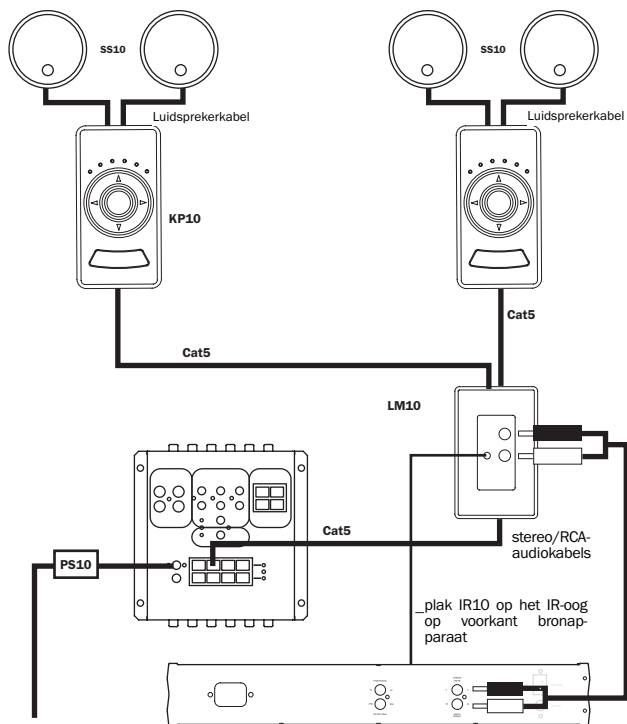 SS10
SS10
Luidsprekerkabel
Luidsprekerkabel
KP10
Cat5
Cat5
LM10
Cat5
stereo/RCA-
audiokabels
PS10
_plak IR10 op het IR-oog
op voorkant bronap-
paraat